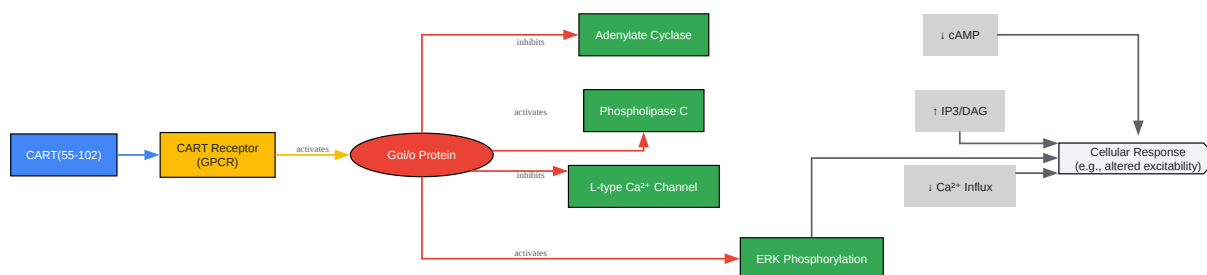 CART(55-102)
CART Receptor
(GPCR)
activates
Gαi/o Protein
inhibits
Adenylate Cyclase
activates
Phospholipase C
inhibits
L-type Ca²⁺ Channel
activates
ERK Phosphorylation
↓ cAMP
↑ IP3/DAG
↓ Ca²⁺ Influx
Cellular Response
(e.g., altered excitability)